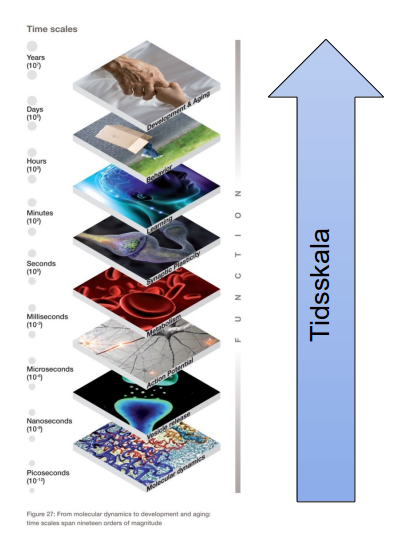 Time scales
Years
(10⁷)
Development & Aging
Days
(10⁵)
Behavior
Hours
(10³)
Learning
Minutes
(10²)
Synaptic Plasticity
Seconds
(10⁰)
Metabolism
Milliseconds
(10⁻³)
Action Potential
Microseconds
(10⁻⁶)
Vesicle release
Nanoseconds
(10⁻⁹)
Molecular dynamics
Picoseconds
(10⁻¹²)
FUNCTION
Tidsskala
Figure 27: From molecular dynamics to development and aging:
time scales span nineteen orders of magnitude